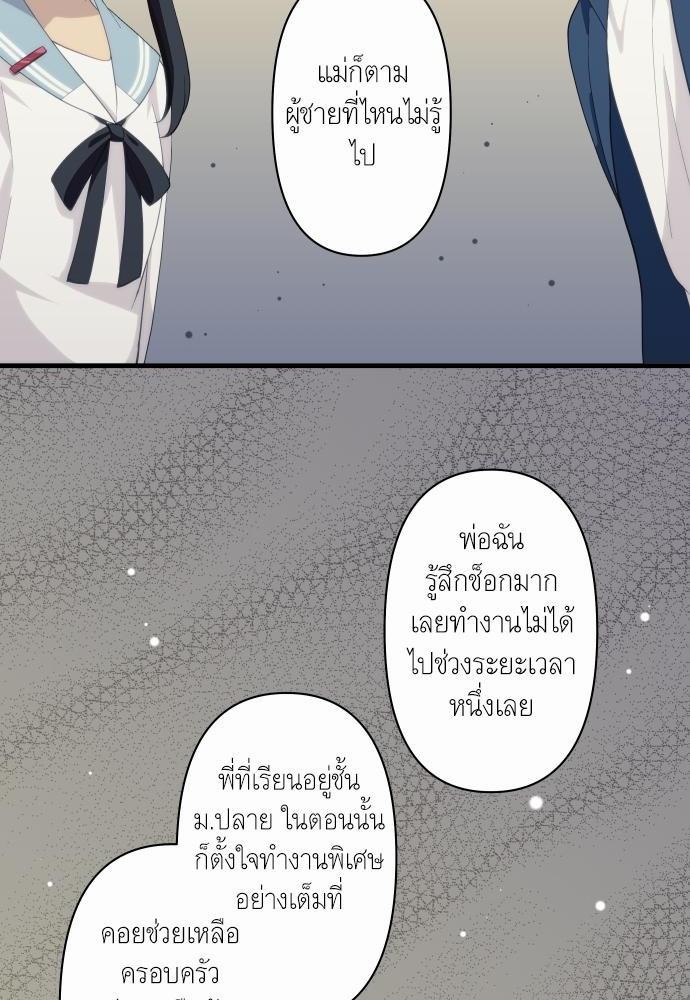 แม่ก็ตาม
ผู้ชายที่ไหนไม่รู้
ไป
พ่อฉัน
รู้สึกช็อกมาก
เลยทำงานไม่ได้
ไปช่วงระยะเวลา
หนึ่งเลย
พี่ที่เรียนอยู่ชั้น
ม.ปลาย ในตอนนั้น
ก็ตั้งใจทำงานพิเศษ
อย่างเต็มที่
คอยช่วยเหลือ
ครอบครัว